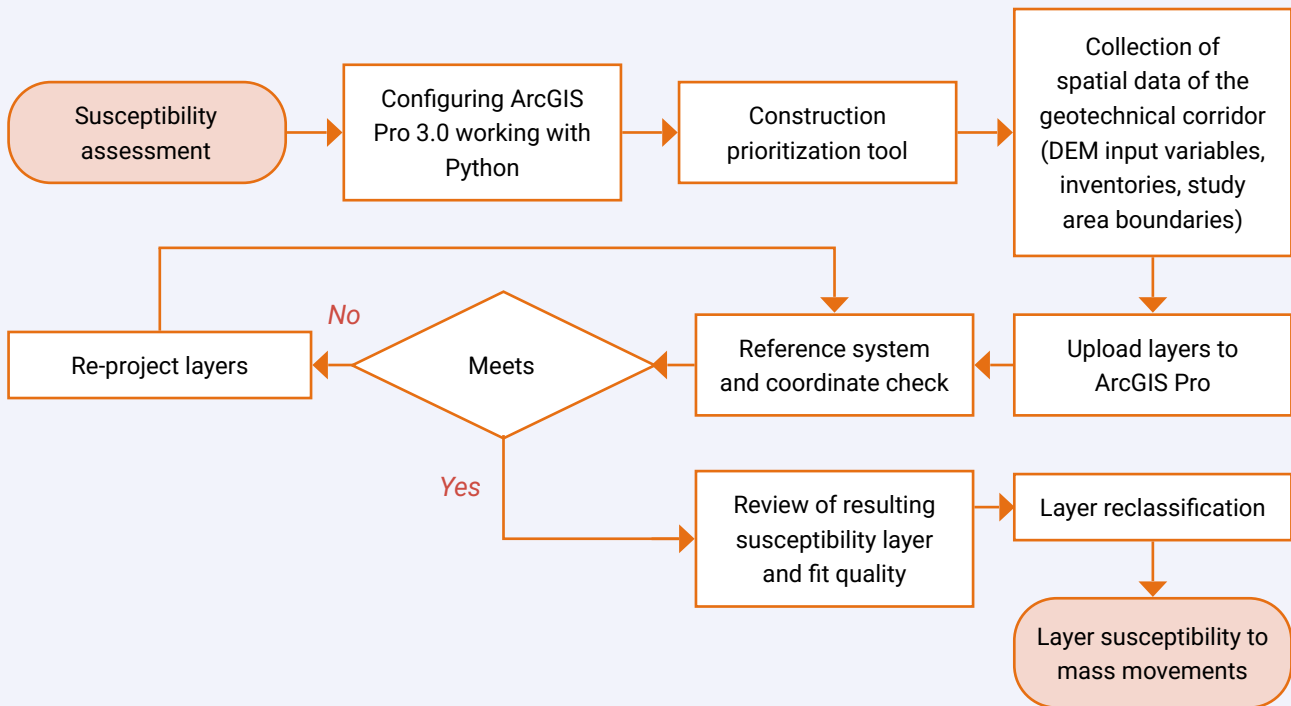 Susceptibility
assessment
Configuring ArcGIS
Pro 3.0 working with
Python
Construction
prioritization tool
Collection of
spatial data of the
geotechnical corridor
(DEM input variables,
inventories, study
area boundaries)
Upload layers to
ArcGIS Pro
Reference system
and coordinate check
Meets
No
Re-project layers
Yes
Review of resulting
susceptibility layer
and fit quality
Layer reclassification
Layer susceptibility to
mass movements